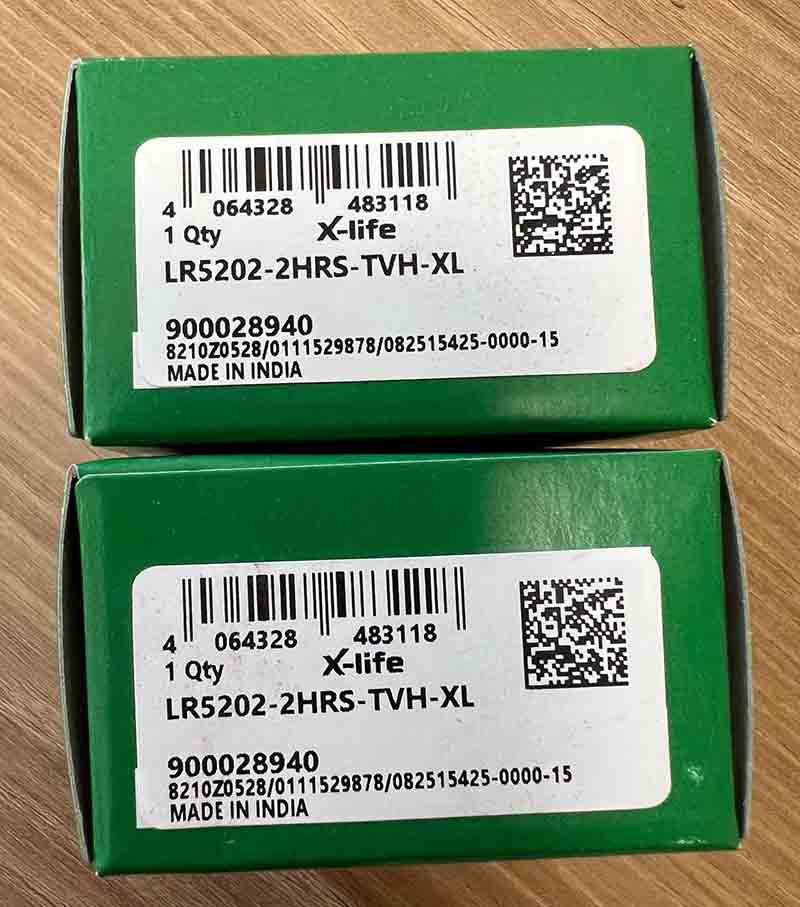 4 064328 483118
1 Qty X-life
LR5202-2HRS-TVH-XL
900028940
8210Z0528/0111529878/082515425-0000-15
MADE IN INDIA
4 064328 483118
1 Qty X-life
LR5202-2HRS-TVH-XL
900028940
8210Z0528/0111529878/082515425-0000-15
MADE IN INDIA